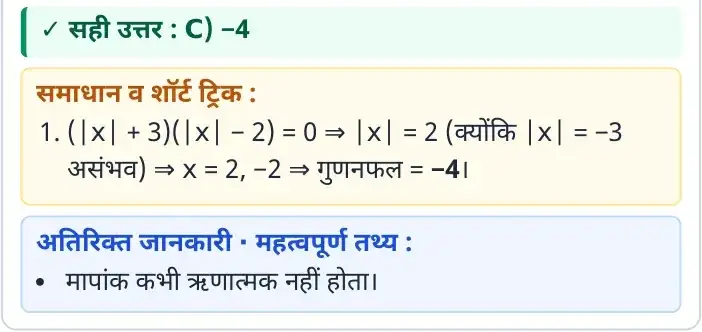 ✓ सही उत्तर : C) −4
समाधान व शॉर्ट ट्रिक :
1. (|x| + 3)(|x| − 2) = 0 ⇒ |x| = 2 (क्योंकि |x| = −3
असंभव) ⇒ x = 2, −2 ⇒ गुणनफल = −4।
अतिरिक्त जानकारी · महत्वपूर्ण तथ्य :
• मापांक कभी ऋणात्मक नहीं होता।